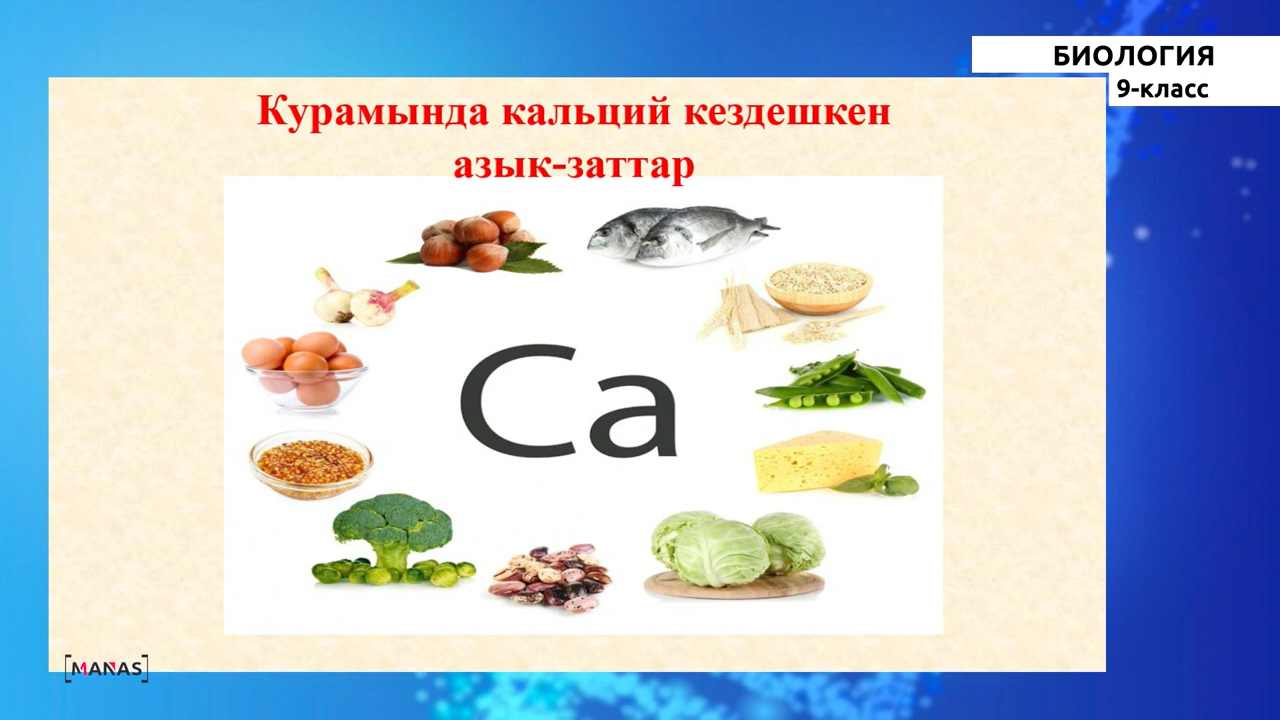 БИОЛОГИЯ
9-класс
Курамында кальций кездешкен
азык-заттар
Ca
[MANAS]